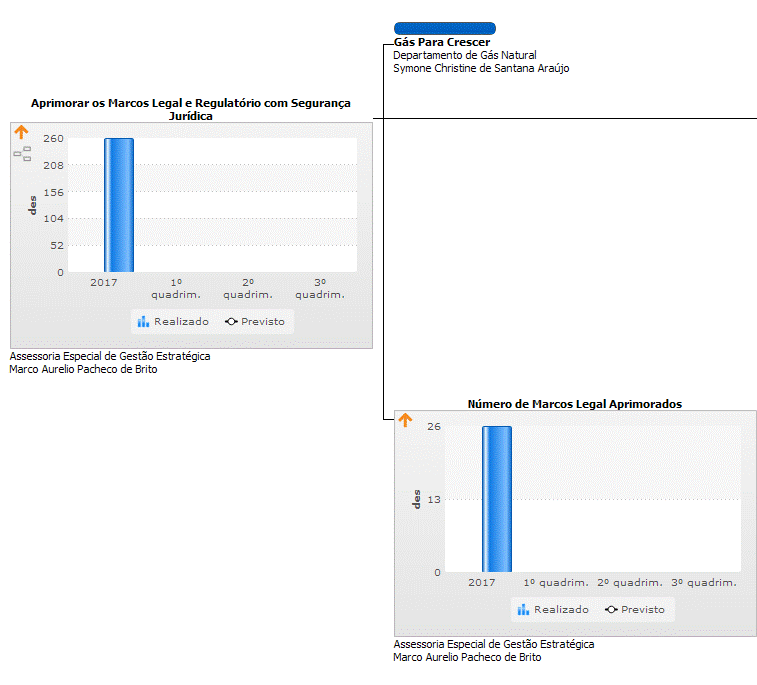 Gás Para Crescer
Departamento de Gás Natural
Symone Christine de Santana Araújo
Aprimorar os Marcos Legal e Regulatório com Segurança
Jurídica
260
208
156
104
52
0
des
2017
1º
quadrim.
2º
quadrim.
3º
quadrim.
Realizado
Previsto
Assessoria Especial de Gestão Estratégica
Marco Aurelio Pacheco de Brito
Número de Marcos Legal Aprimorados
26
13
0
des
2017
1º quadrim.
2º quadrim.
3º quadrim.
Realizado
Previsto
Assessoria Especial de Gestão Estratégica
Marco Aurelio Pacheco de Brito